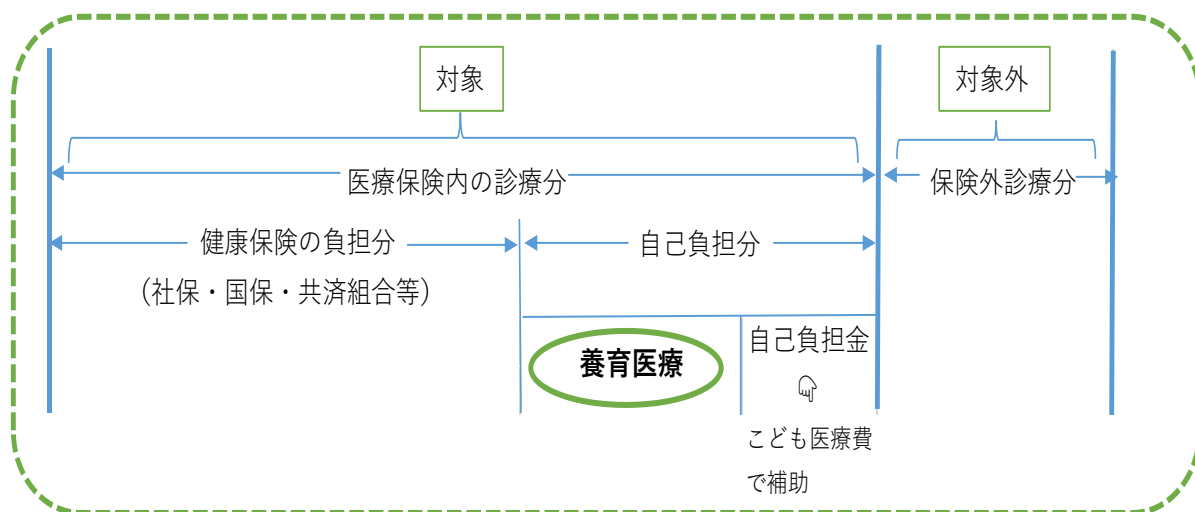 対象
対象外
医療保険内の診療分
保険外診療分
健康保険の負担分
自己負担分
（社保・国保・共済組合等）
養育医療
自己負担金
☟
こども医療費
で補助